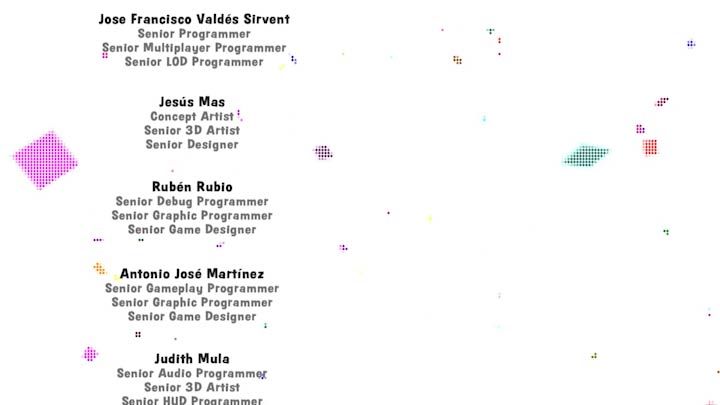 Jose Francisco Valdés Sirvent
Senior Programmer
Senior Multiplayer Programmer
Senior LOD Programmer
Jesús Mas
Concept Artist
Senior 3D Artist
Senior Designer
Rubén Rubio
Senior Debug Programmer
Senior Graphic Programmer
Senior Game Designer
Antonio José Martínez
Senior Gameplay Programmer
Senior Graphic Programmer
Senior Game Designer
Judith Mula
Senior Audio Programmer
Senior 3D Artist
Senior HUD Programmer